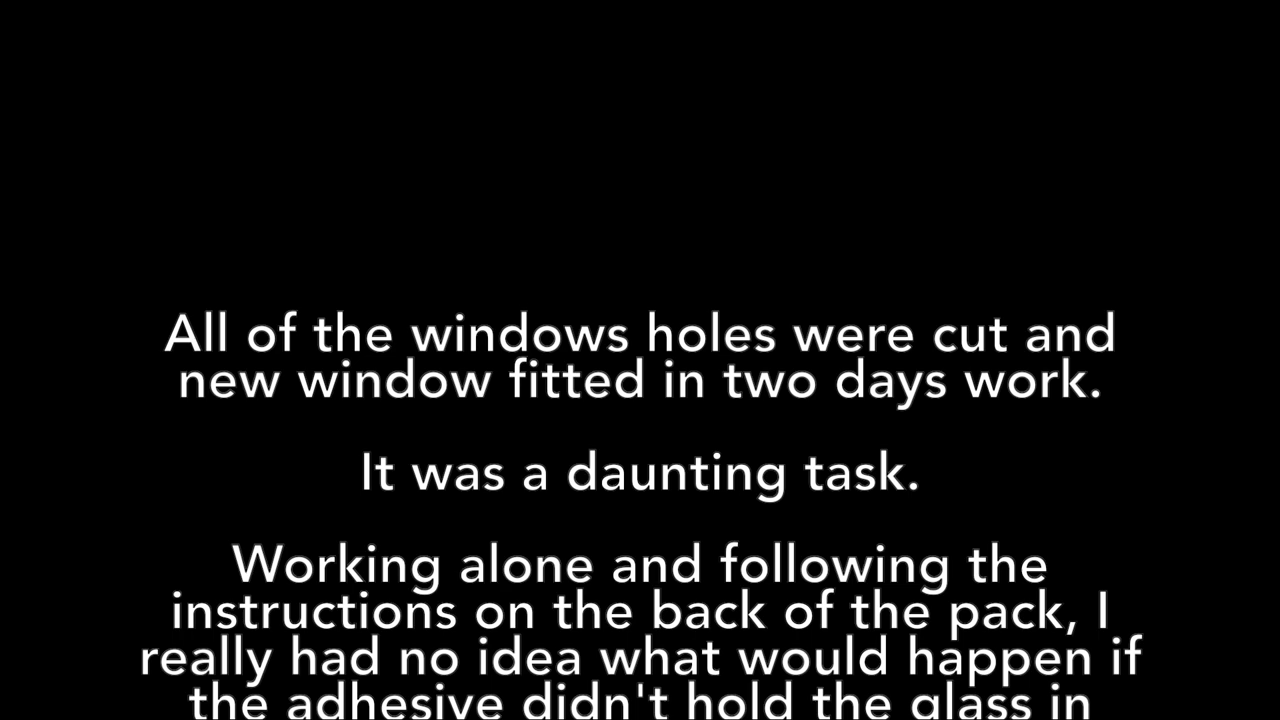 All of the windows holes were cut and
new window fitted in two days work.
It was a daunting task.
Working alone and following the
instructions on the back of the pack, I
really had no idea what would happen if
the adhesive didn't hold the glass in